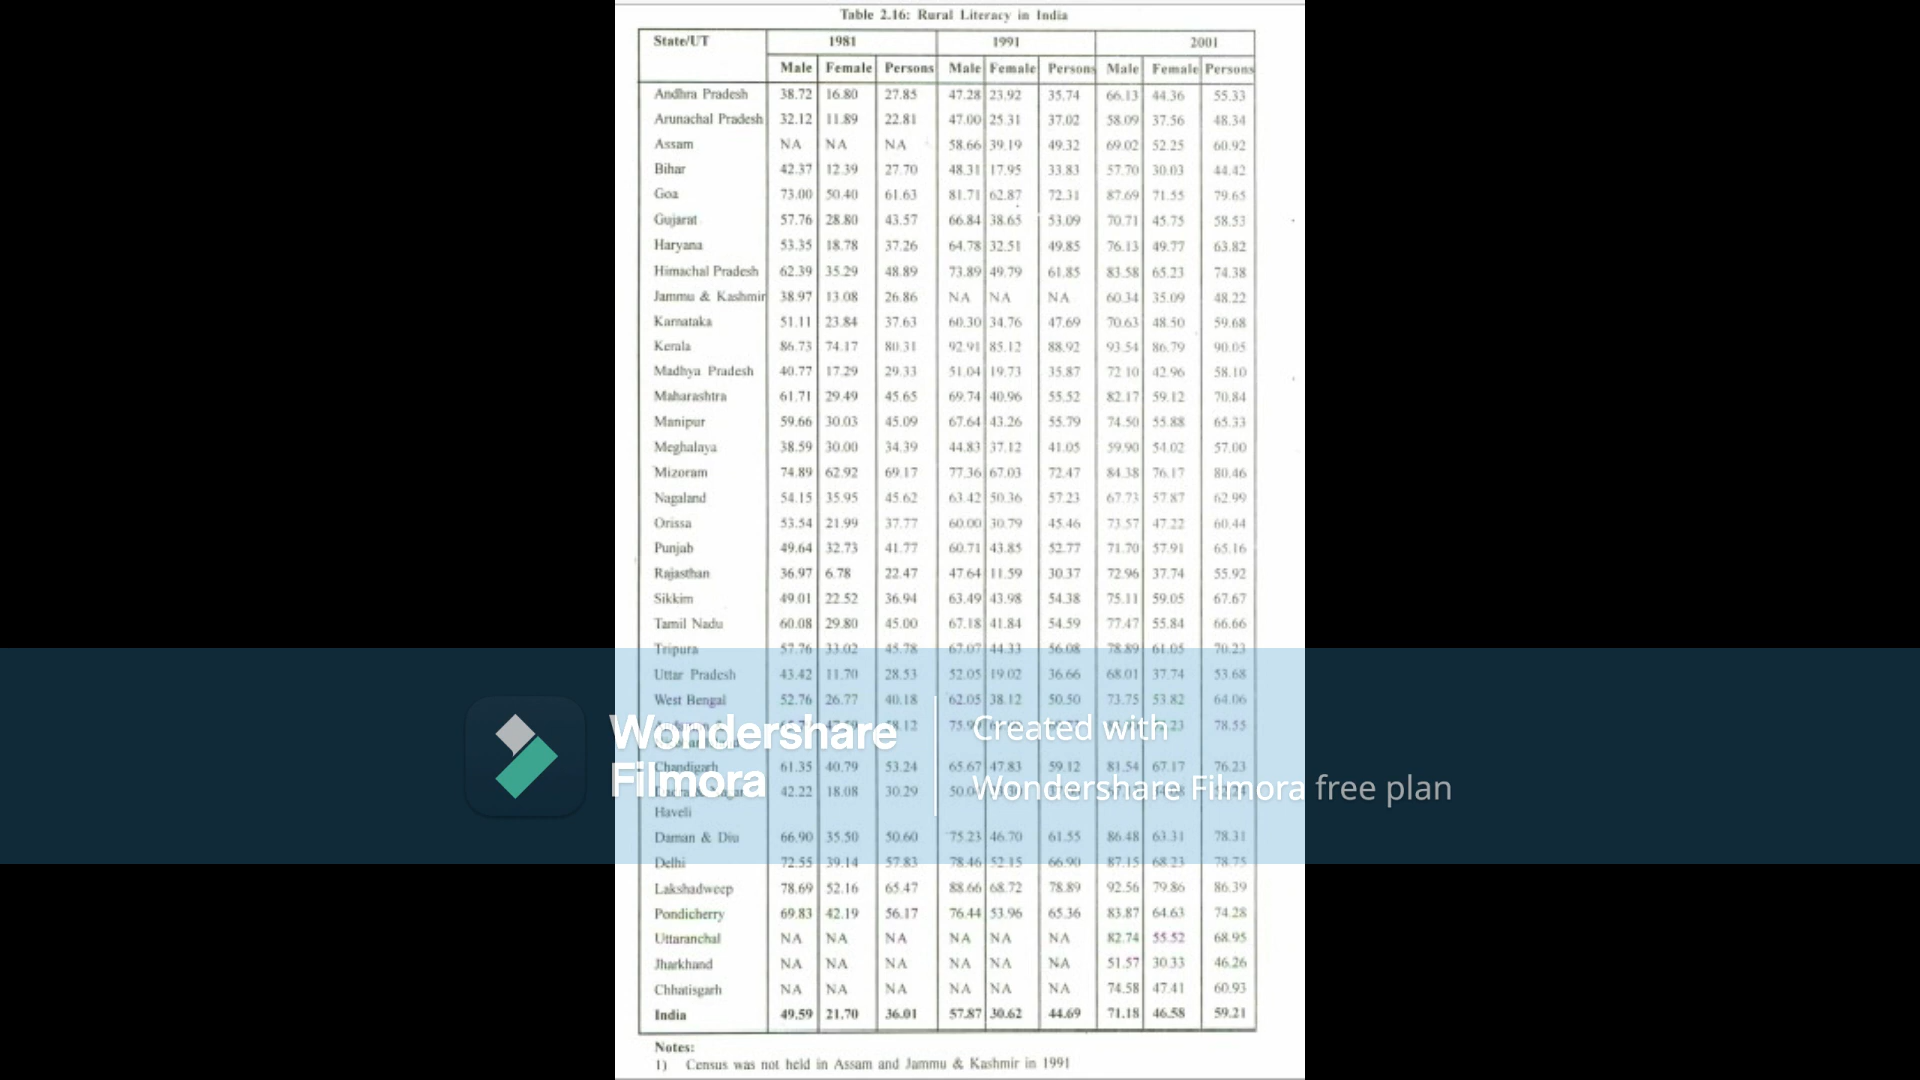 Table 2.16: Rural Literacy in India
State/UT 1981 1991 2001
Male Female Persons Male Female Persons Male Female Persons
Andhra Pradesh 38.72 16.80 27.85 47.28 23.92 35.74 66.13 44.36 55.33
Arunachal Pradesh 32.12 11.89 22.81 47.00 25.31 37.02 58.09 37.56 48.34
Assam NA NA NA 58.66 39.19 49.32 69.02 52.25 60.92
Bihar 42.37 12.39 27.70 48.31 17.95 33.83 57.70 30.03 44.42
Goa 73.00 50.40 61.63 81.71 62.87 72.31 87.69 71.55 79.65
Gujarat 57.76 28.80 43.57 66.84 38.65 53.09 70.71 45.75 58.53
Haryana 53.35 18.78 37.26 64.78 32.51 49.85 76.13 49.77 63.82
Himachal Pradesh 62.39 35.29 48.89 73.89 49.79 61.85 83.58 65.23 74.38
Jammu & Kashmir 38.97 13.08 26.86 NA NA NA 60.34 35.09 48.22
Karnataka 51.11 23.84 37.63 60.30 34.76 47.69 70.63 48.50 59.68
Kerala 86.73 74.17 80.31 92.91 85.12 88.92 93.54 86.79 90.05
Madhya Pradesh 40.77 17.29 29.33 51.04 19.73 35.87 72.10 42.96 58.10
Maharashtra 61.71 29.49 45.65 69.74 40.96 55.52 82.17 59.12 70.84
Manipur 59.66 30.03 45.09 67.64 43.26 55.79 74.50 55.88 65.33
Meghalaya 38.59 30.00 34.39 44.83 37.12 41.05 59.90 54.02 57.00
Mizoram 74.89 62.92 69.17 77.36 67.03 72.47 84.38 76.17 80.46
Nagaland 54.15 35.95 45.62 63.42 50.36 57.23 67.73 57.87 62.99
Orissa 53.54 21.99 37.77 60.00 30.79 45.46 73.57 47.22 60.44
Punjab 49.64 32.73 41.77 60.71 43.85 52.77 71.70 57.91 65.16
Rajasthan 36.97 6.78 22.47 47.64 11.59 30.37 72.96 37.74 55.92
Sikkim 49.01 22.52 36.94 63.49 43.98 54.38 75.11 59.05 67.67
Tamil Nadu 60.08 29.80 45.00 67.18 41.84 54.59 77.47 55.84 66.66
Tripura 57.76 33.02 45.78 67.07 44.33 56.08 78.89 61.05 70.23
Uttar Pradesh 43.42 11.70 28.53 52.05 19.02 36.66 68.01 37.74 53.68
West Bengal 52.76 26.77 40.18 62.05 38.12 50.50 73.75 53.82 64.06
78.55
Chandigarh 61.35 40.79 53.24 65.67 47.83 59.12 81.54 67.17 76.23
42.22 18.08 30.29
Haveli
Daman & Diu 66.90 35.50 50.60 75.23 46.70 61.55 86.48 63.31 78.31
Delhi 72.55 39.14 57.83 78.46 52.15 66.90 87.15 68.23 78.75
Lakshadweep 78.69 52.16 65.47 88.66 68.72 78.89 92.56 79.86 86.39
Pondicherry 69.83 42.19 56.17 76.44 53.96 65.36 83.87 64.63 74.28
Uttaranchal NA NA NA NA NA NA 82.74 55.52 68.95
Jharkhand NA NA NA NA NA NA 51.57 30.33 46.26
Chhatisgarh NA NA NA NA NA NA 74.58 47.41 60.93
India 49.59 21.70 36.01 57.87 30.62 44.69 71.18 46.58 59.21
Notes:
1) Census was not held in Assam and Jammu & Kashmir in 1991
Wondershare
Filmora
Created with
Wondershare Filmora free plan